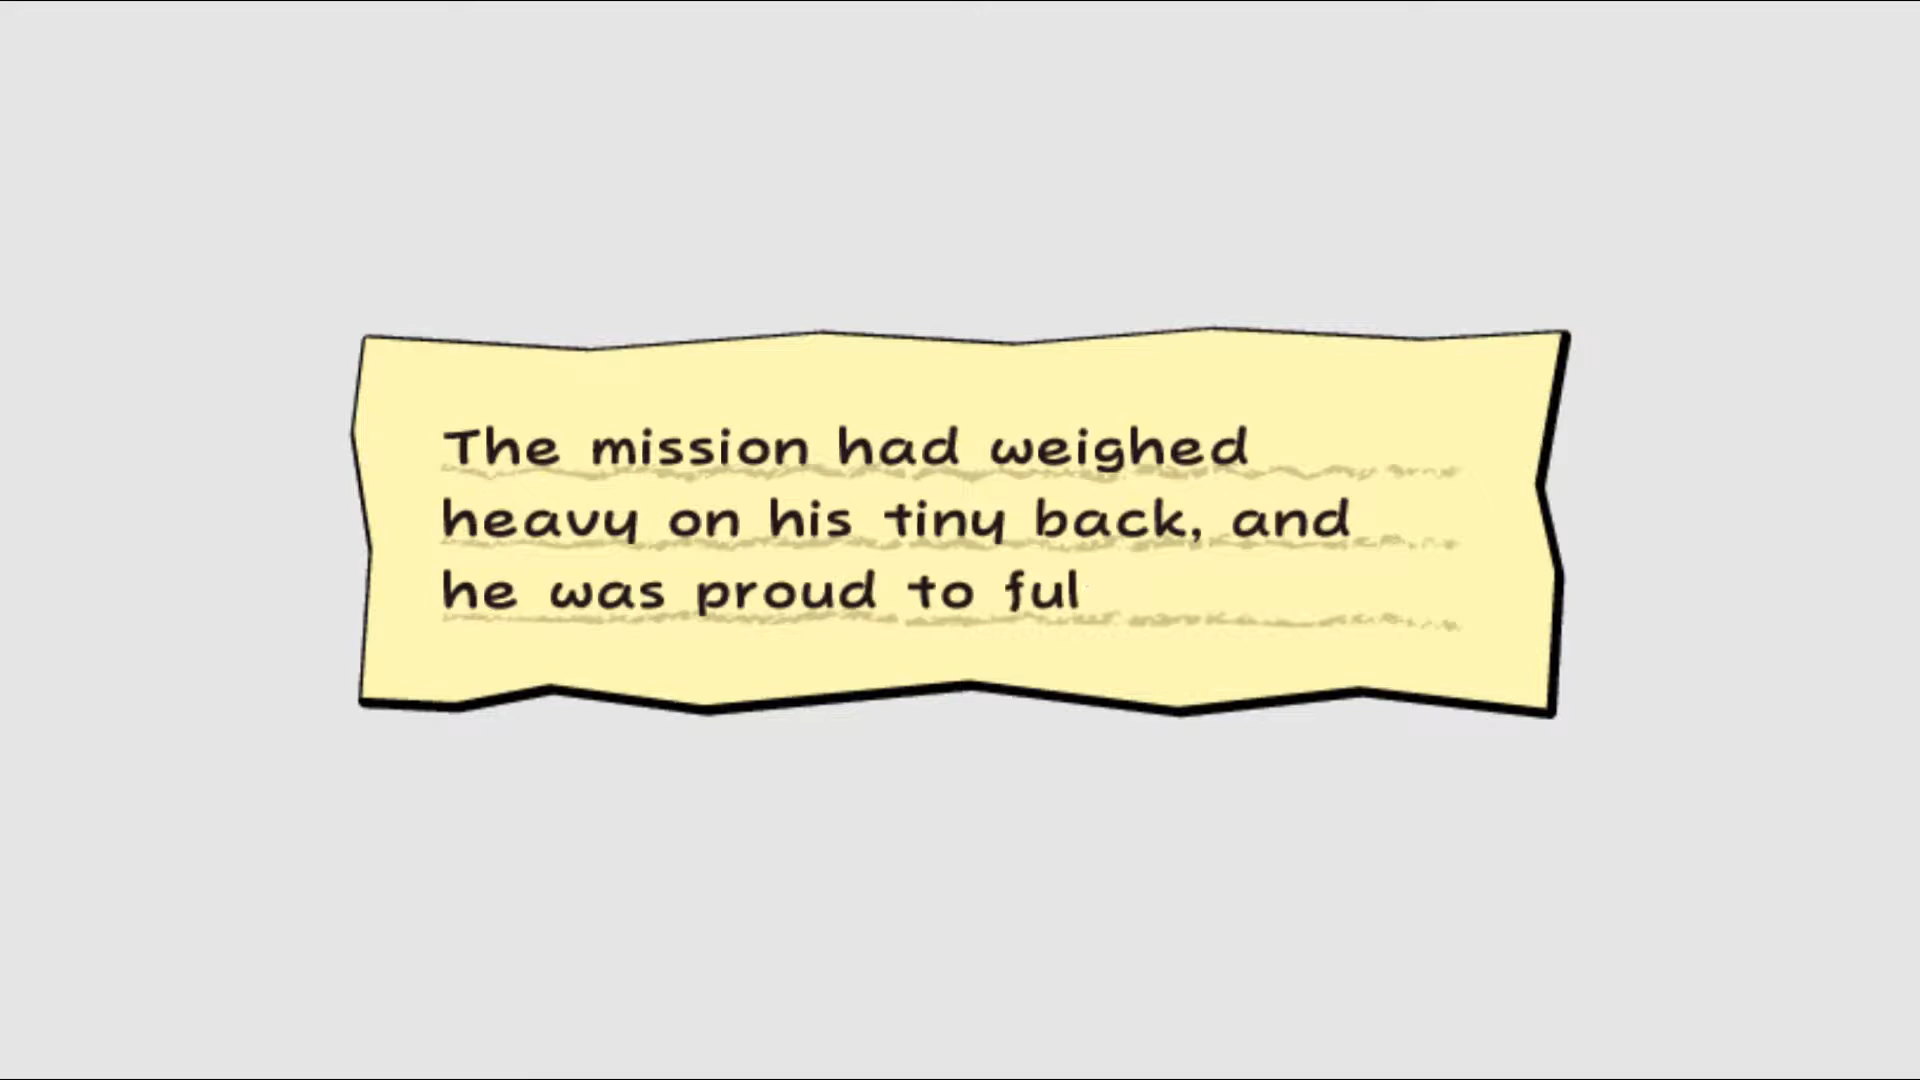 The mission had weighed
heavy on his tiny back, and
he was proud to ful